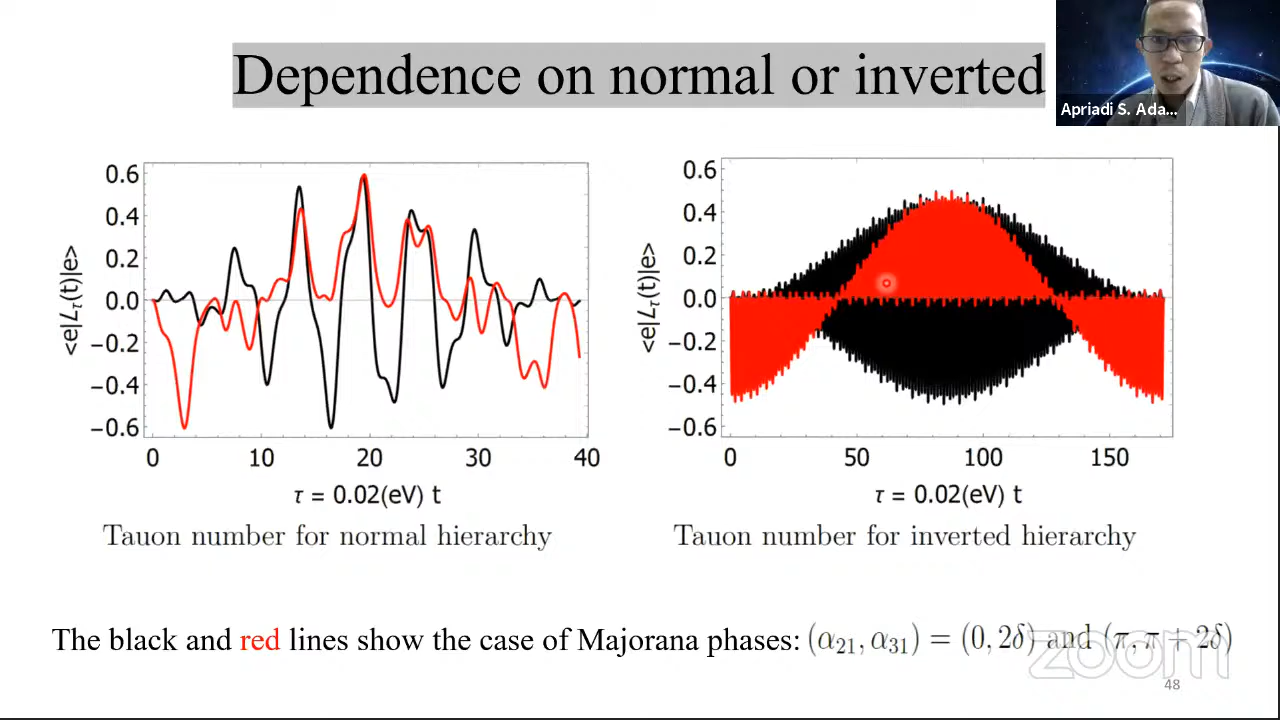 Dependence on normal or inverted
Apriadi S. Ada...
<e|L_τ(t)|e>
0.6
0.4
0.2
0.0
−0.2
−0.4
−0.6
0 10 20 30 40
τ = 0.02(eV) t
Tauon number for normal hierarchy
<e|L_τ(t)|e>
0.6
0.4
0.2
0.0
−0.2
−0.4
−0.6
0 50 100 150
τ = 0.02(eV) t
Tauon number for inverted hierarchy
The black and red lines show the case of Majorana phases: (α₂₁, α₃₁) = (0, 2δ) and (π, π + 2δ)
zoom
48